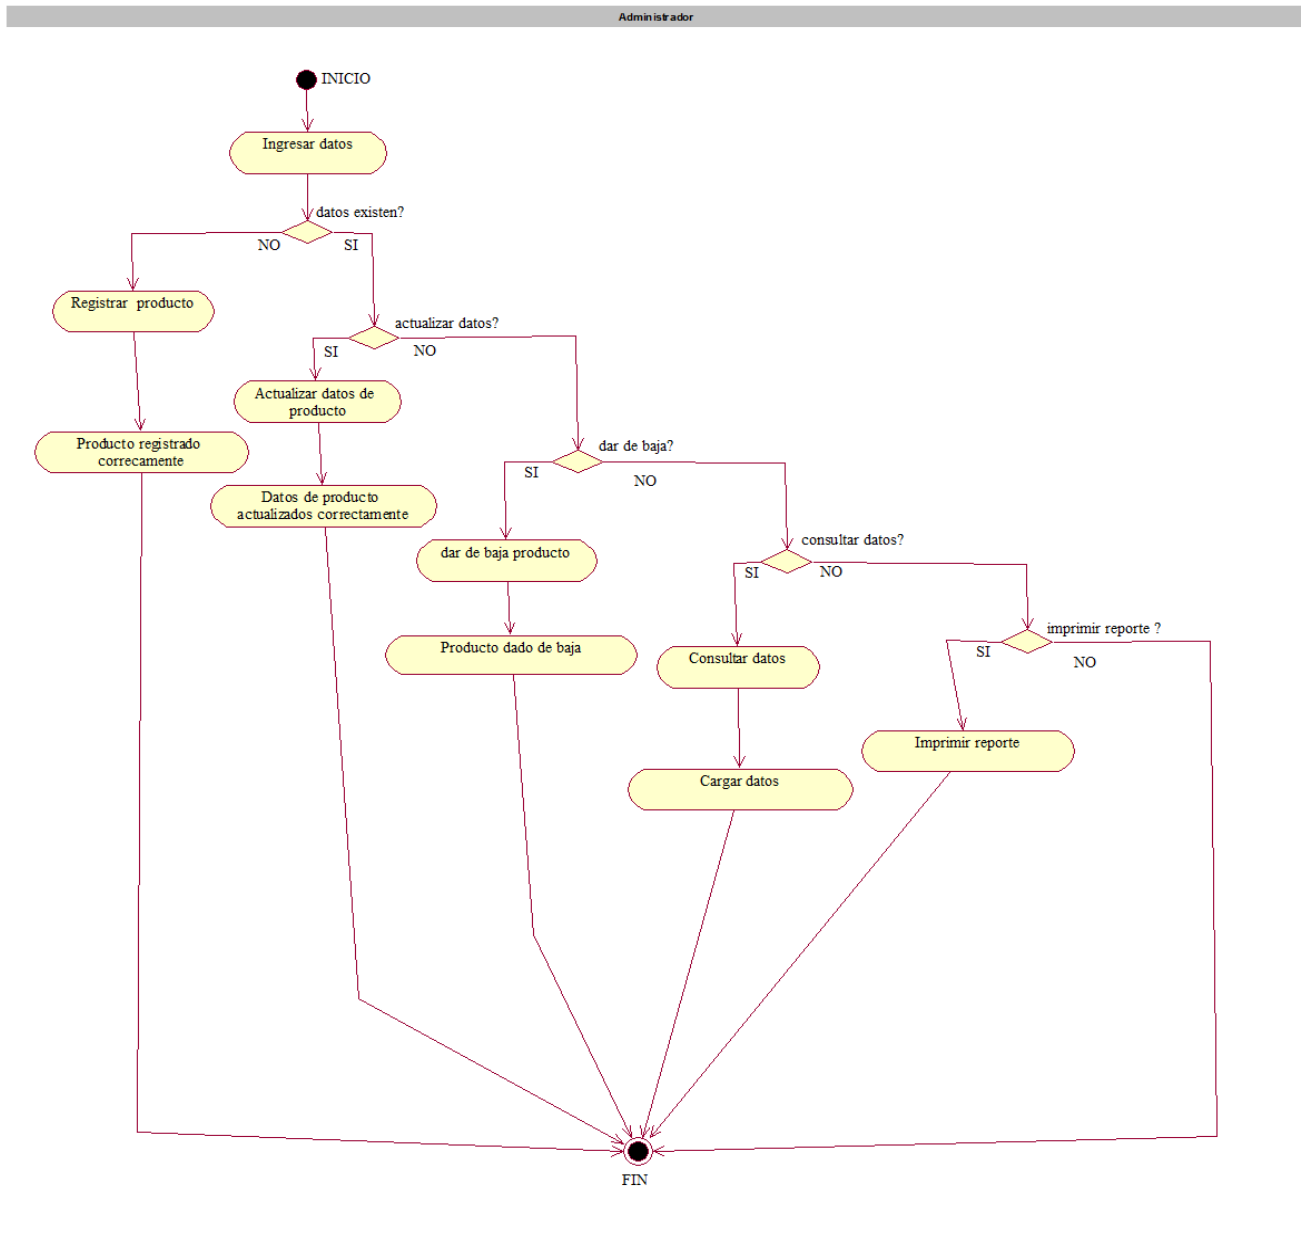 Administrador
INICIO
Ingresar datos
datos existen?
NO
SI
Registrar producto
actualizar datos?
SI
NO
Actualizar datos de
producto
Producto registrado
correcamente
dar de baja?
SI
NO
Datos de producto
actualizados correctamente
consultar datos?
dar de baja producto
SI
NO
imprimir reporte ?
Producto dado de baja
Consultar datos
SI
NO
Imprimir reporte
Cargar datos
FIN